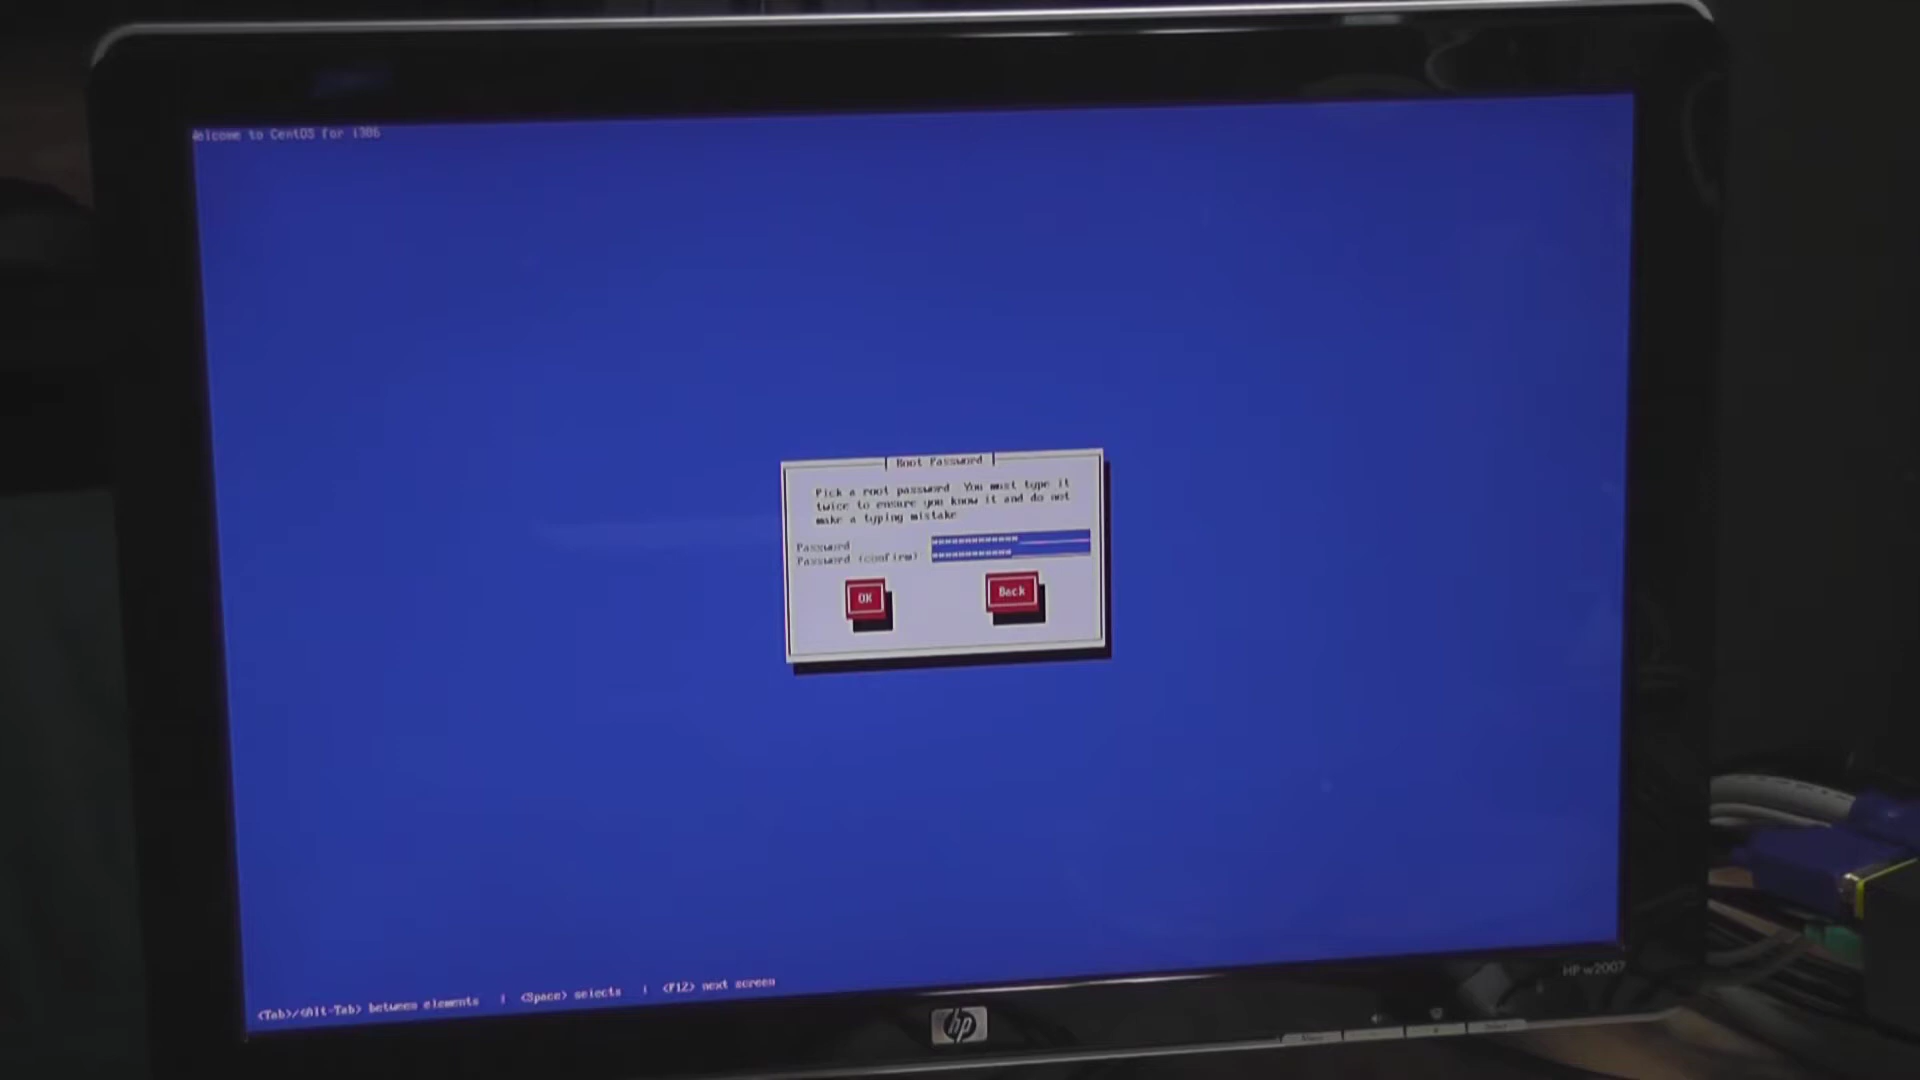 Welcome to CentOS for i386
Root Password
Pick a root password. You must type it
twice to ensure you know it and do not
make a typing mistake
Password
Password (confirm)
OK
Back
<Tab>/<Alt-Tab> between elements | <Space> selects | <F12> next screen
HP w2007
hp